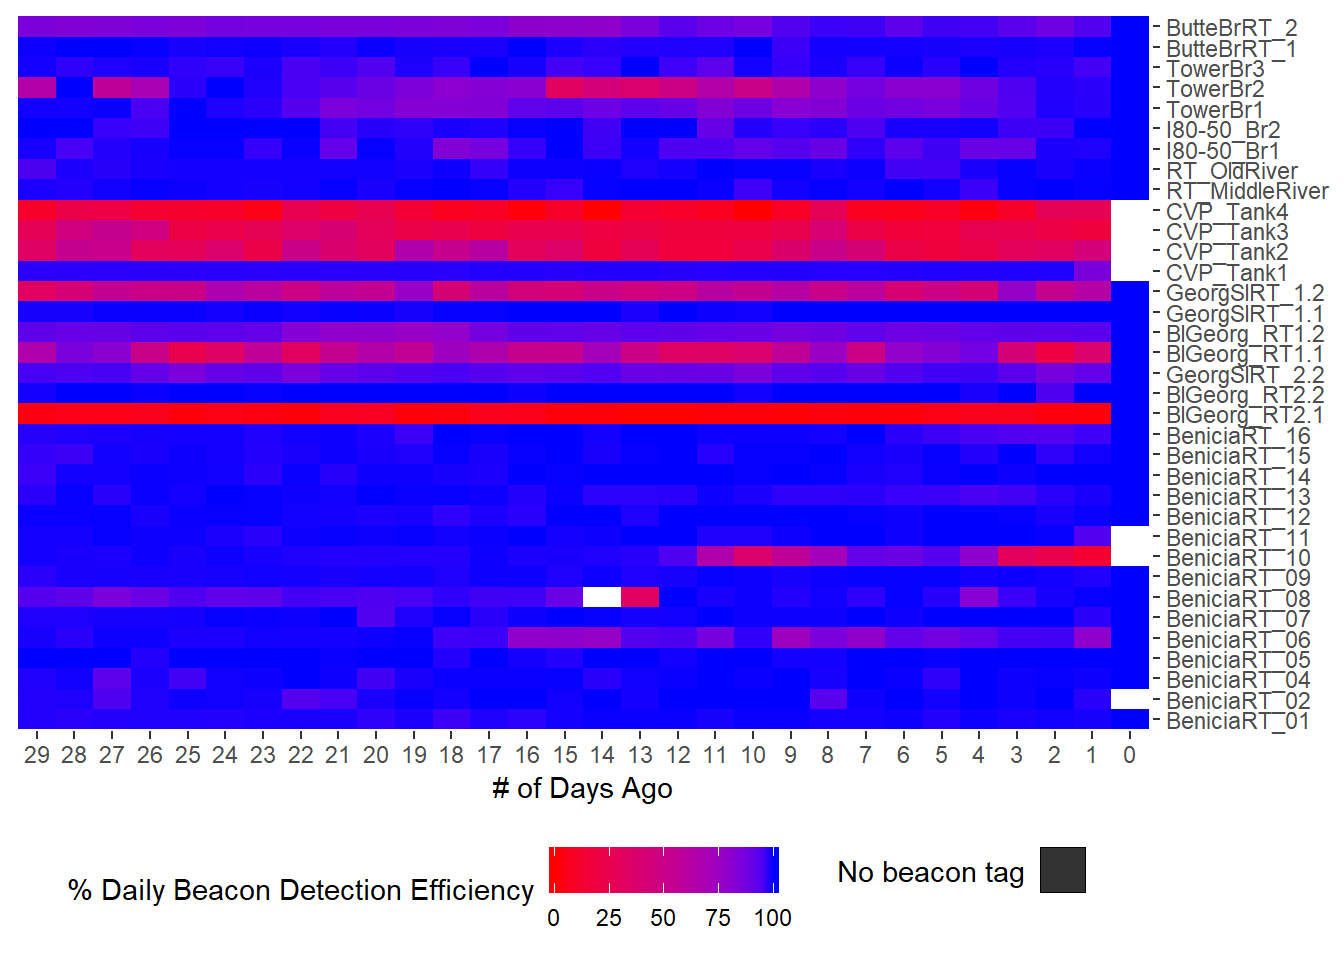 ButteBrRT_2
ButteBrRT_1
TowerBr3
TowerBr2
TowerBr1
I80-50_Br2
I80-50_Br1
RT_OldRiver
RT_MiddleRiver
CVP_Tank4
CVP_Tank3
CVP_Tank2
CVP_Tank1
GeorgSlRT_1.2
GeorgSlRT_1.1
BlGeorg_RT1.2
BlGeorg_RT1.1
GeorgSlRT_2.2
BlGeorg_RT2.2
BlGeorg_RT2.1
BeniciaRT_16
BeniciaRT_15
BeniciaRT_14
BeniciaRT_13
BeniciaRT_12
BeniciaRT_11
BeniciaRT_10
BeniciaRT_09
BeniciaRT_08
BeniciaRT_07
BeniciaRT_06
BeniciaRT_05
BeniciaRT_04
BeniciaRT_02
BeniciaRT_01
29 28 27 26 25 24 23 22 21 20 19 18 17 16 15 14 13 12 11 10 9 8 7 6 5 4 3 2 1 0
# of Days Ago
% Daily Beacon Detection Efficiency
0 25 50 75 100
No beacon tag